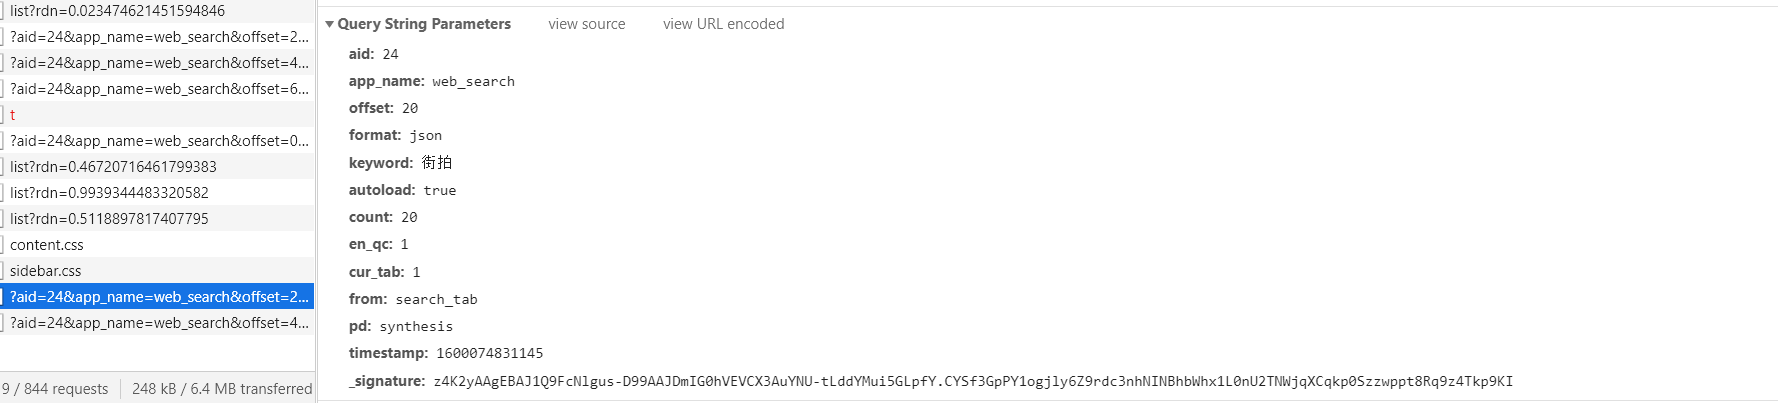 list?rdn=0.023474621451594846
?aid=24&app_name=web_search&offset=2...
?aid=24&app_name=web_search&offset=4...
?aid=24&app_name=web_search&offset=6...
t
?aid=24&app_name=web_search&offset=0...
list?rdn=0.46720716461799383
list?rdn=0.9939344483320582
list?rdn=0.5118897817407795
content.css
sidebar.css
?aid=24&app_name=web_search&offset=2...
?aid=24&app_name=web_search&offset=4...
9 / 844 requests 248 kB / 6.4 MB transferred
Query String Parameters view source view URL encoded
aid: 24
app_name: web_search
offset: 20
format: json
keyword: 街拍
autoload: true
count: 20
en_qc: 1
cur_tab: 1
from: search_tab
pd: synthesis
timestamp: 1600074831145
_signature: z4K2yAAgEBAJ1Q9FcNlgus-D99AAJDmIG0hVEVCX3AuYNU-tLddYMui5GLpfY.CYSf3GpPY1ogjly6Z9rdc3nhNINBhbWhx1L0nU2TNWjqXCqkp0Szzwppt8Rq9z4Tkp9KI